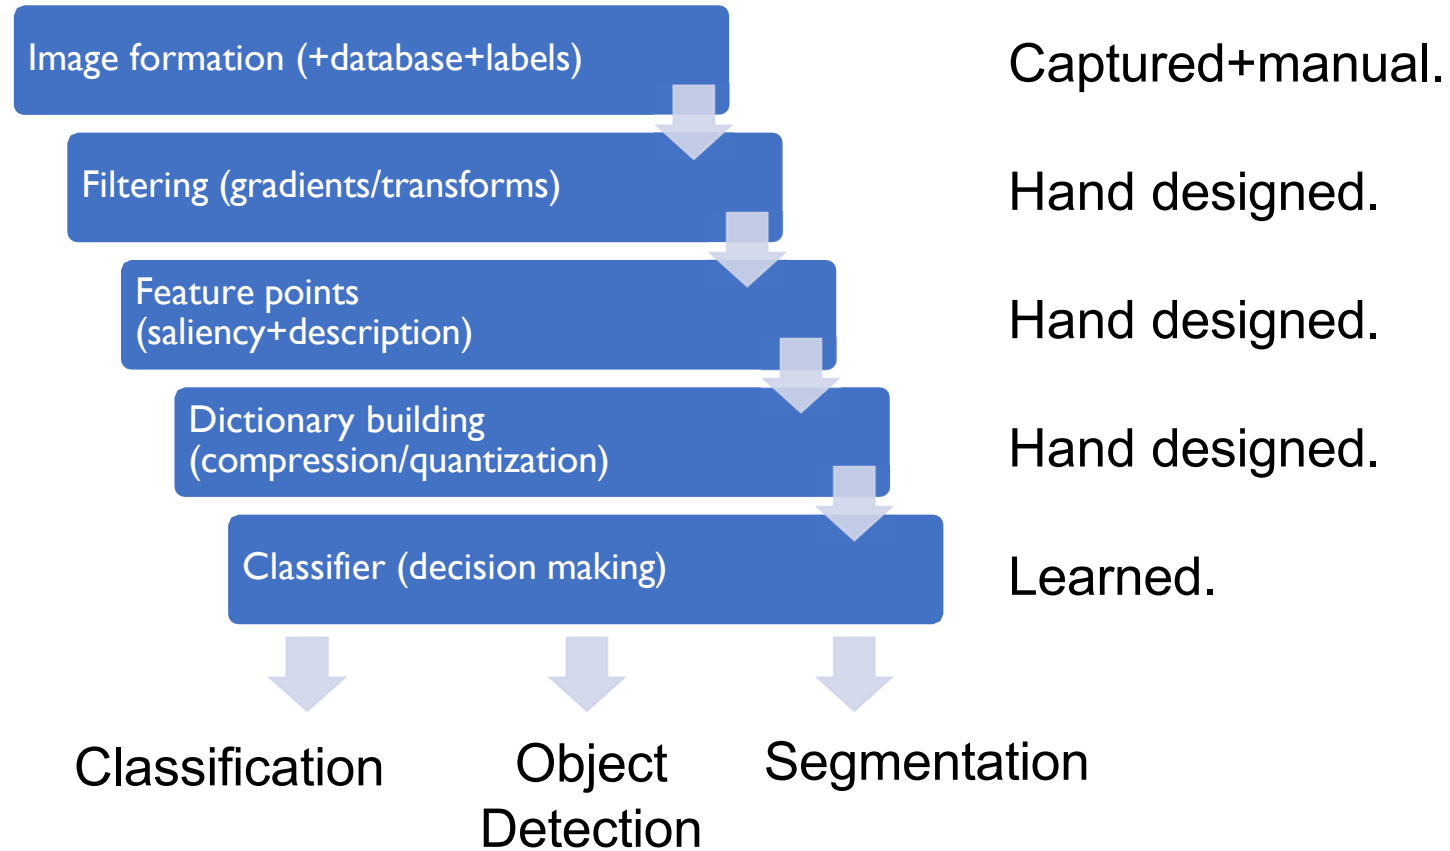 Image formation (+database+labels)
Captured+manual.
Filtering (gradients/transforms)
Hand designed.
Feature points
(saliency+description)
Hand designed.
Dictionary building
(compression/quantization)
Hand designed.
Classifier (decision making)
Learned.
Classification
Object
Detection
Segmentation